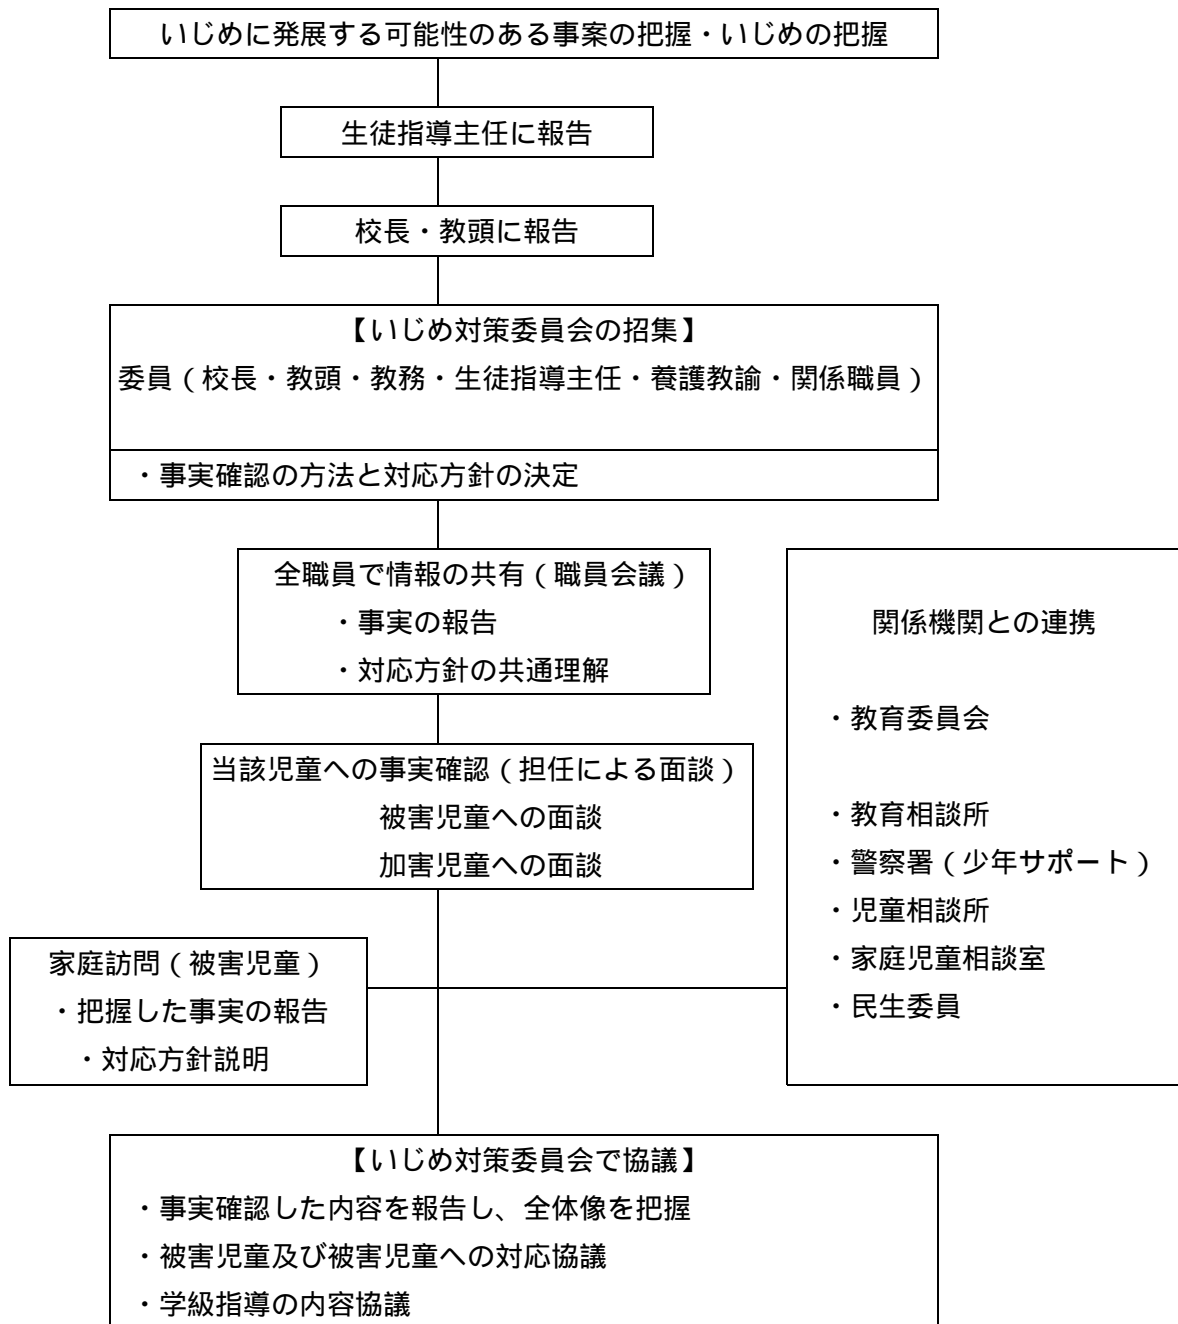 いじめに発展する可能性のある事案の把握・いじめの把握
生徒指導主任に報告
校長・教頭に報告
【いじめ対策委員会の招集】
委員（校長・教頭・教務・生徒指導主任・養護教諭・関係職員）
・事実確認の方法と対応方針の決定
全職員で情報の共有（職員会議）
・事実の報告
・対応方針の共通理解
当該児童への事実確認（担任による面談）
被害児童への面談
加害児童への面談
関係機関との連携
・教育委員会
・教育相談所
・警察署（少年サポート）
・児童相談所
・家庭児童相談室
・民生委員
家庭訪問（被害児童）
・把握した事実の報告
・対応方針説明
【いじめ対策委員会で協議】
・事実確認した内容を報告し、全体像を把握
・被害児童及び被害児童への対応協議
・学級指導の内容協議